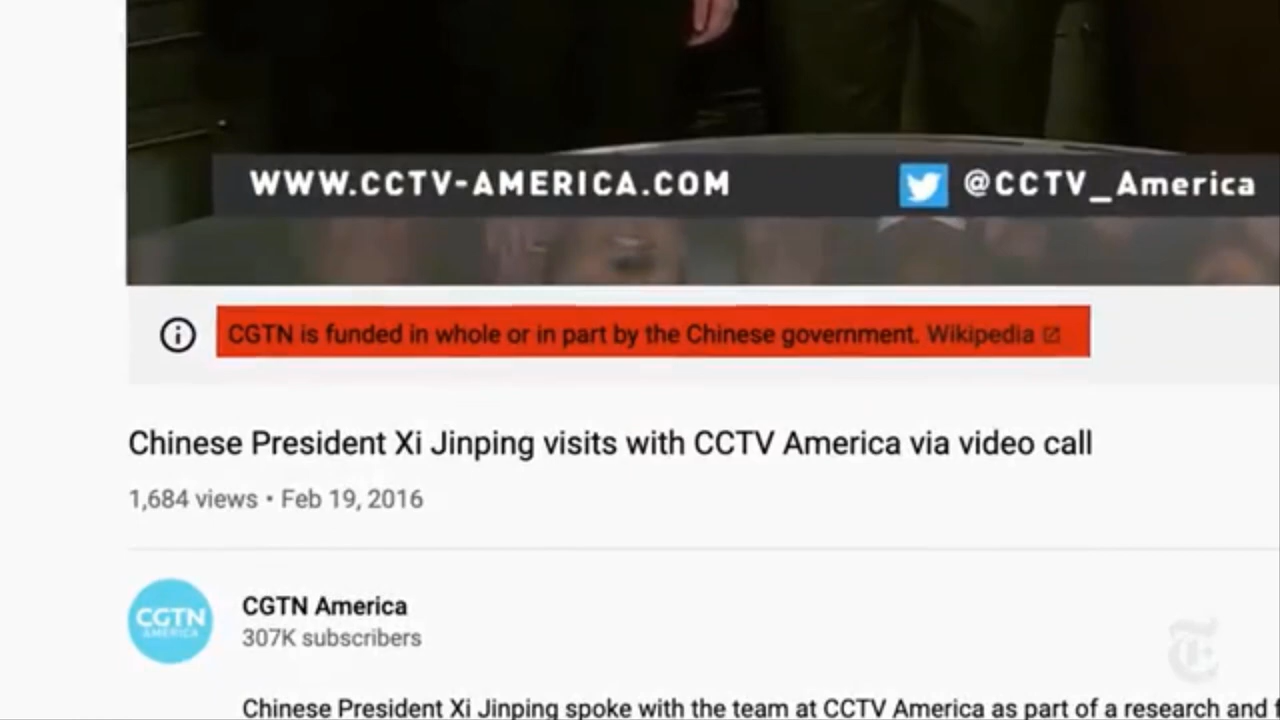 WWW.CCTV-AMERICA.COM @CCTV_America
CGTN is funded in whole or in part by the Chinese government. Wikipedia
Chinese President Xi Jinping visits with CCTV America via video call
1,684 views • Feb 19, 2016
CGTN
AMERICA
CGTN America
307K subscribers
T
Chinese President Xi Jinping spoke with the team at CCTV America as part of a research and